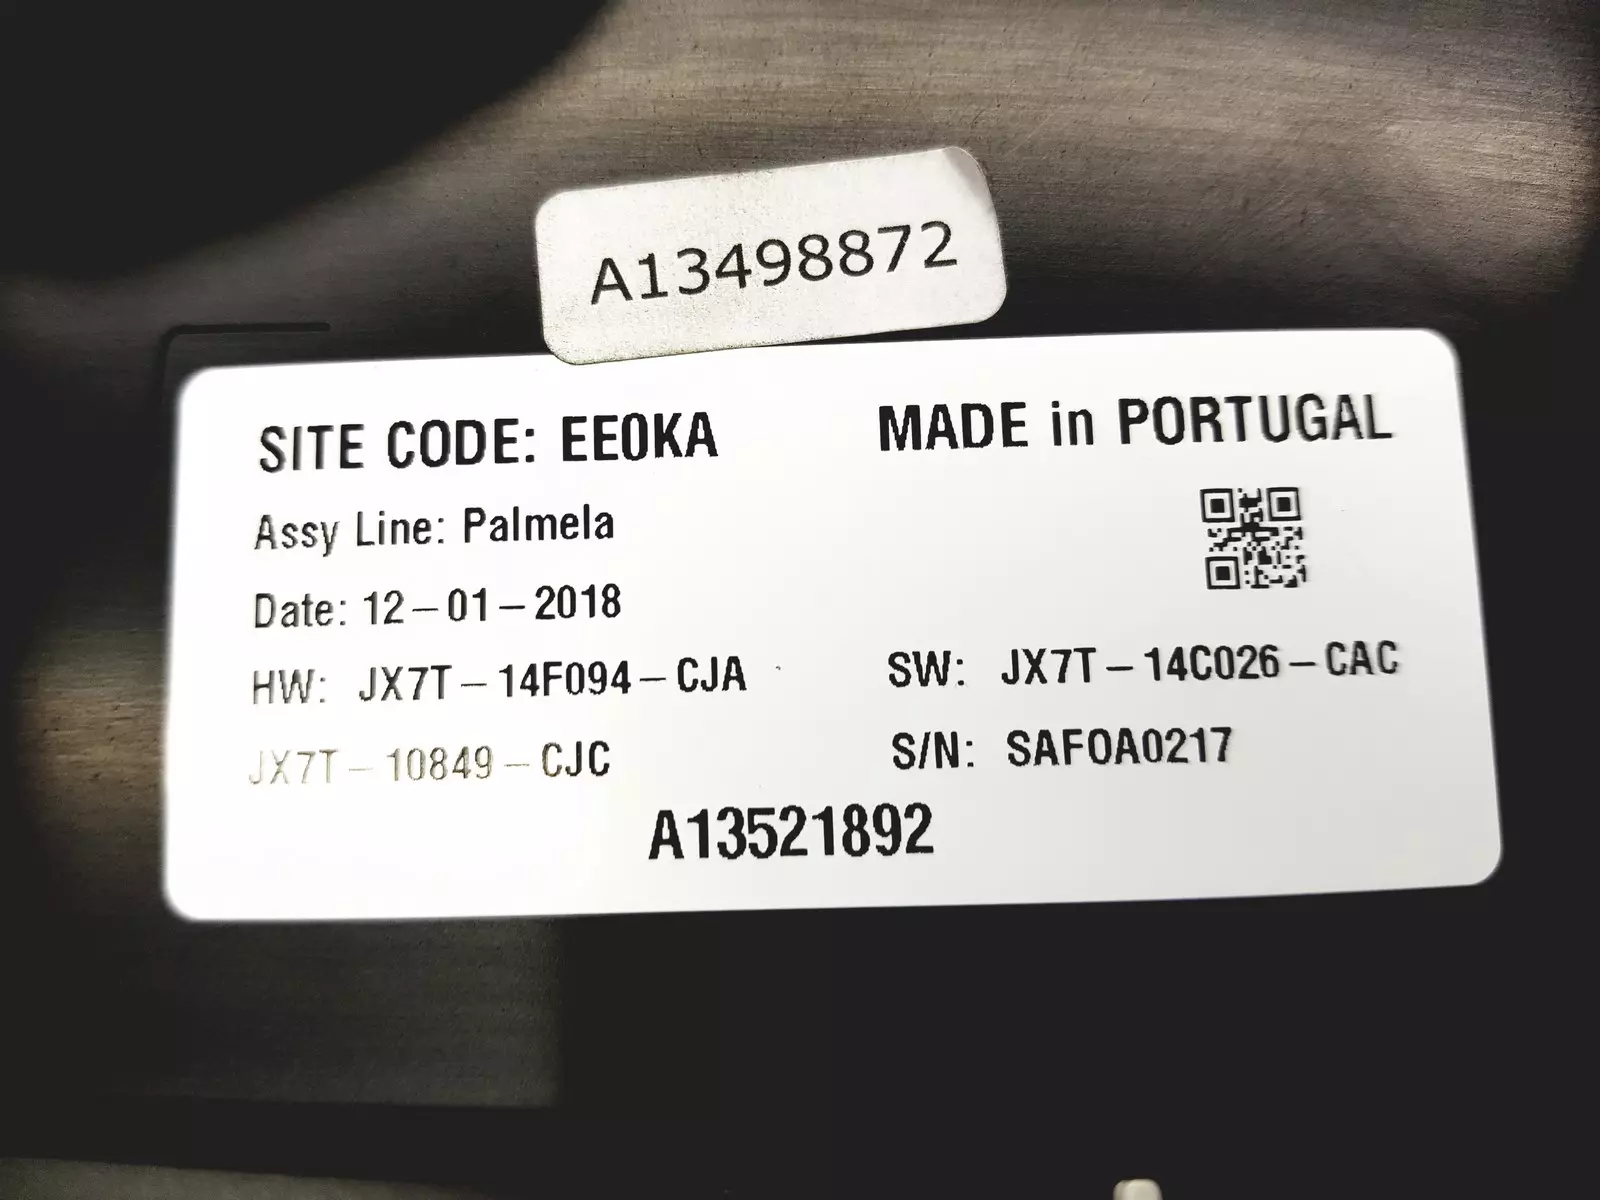 A13498872
SITE CODE: EE0KA MADE in PORTUGAL
Assy Line: Palmela
Date: 12-01-2018
HW: JX7T-14F094-CJA SW: JX7T-14C026-CAC
JX7T-10849-CJC S/N: SAFOA0217
A13521892